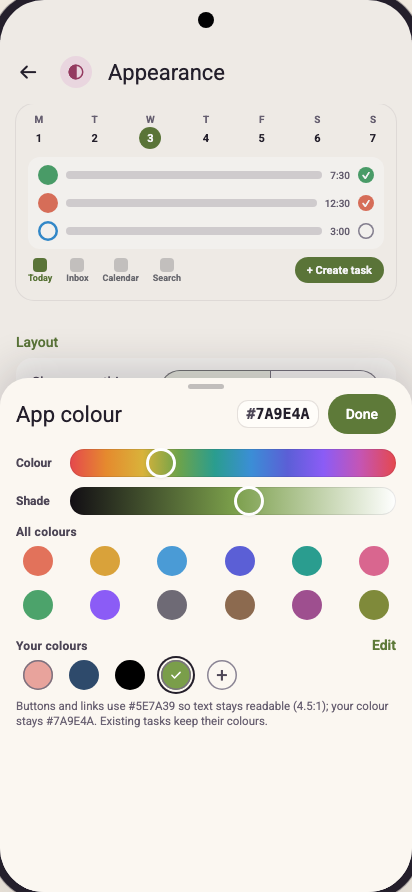 Appearance
M T W T F S S
1 2 3 4 5 6 7
7:30
12:30
3:00
Today Inbox Calendar Search
+ Create task
Layout
App colour
#7A9E4A
Done
Colour
Shade
All colours
Your colours
Edit
+
Buttons and links use #5E7A39 so text stays readable (4.5:1); your colour
stays #7A9E4A. Existing tasks keep their colours.